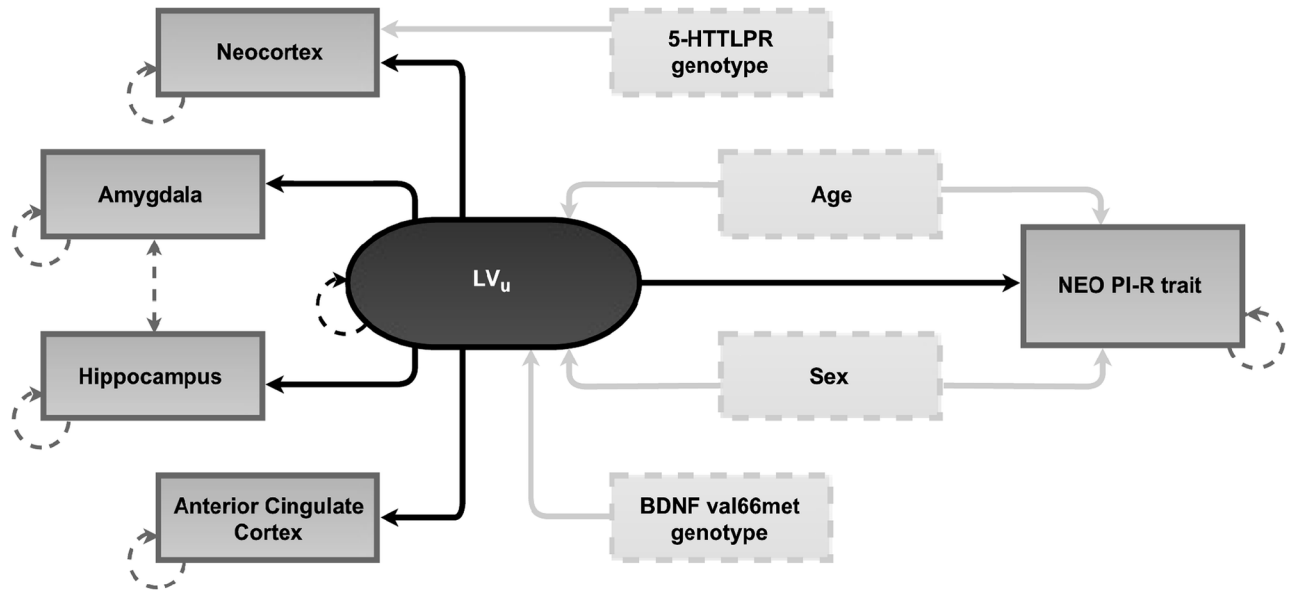 Neocortex
5-HTTLPR
genotype
Amygdala
Age
LVu
NEO PI-R trait
Hippocampus
Sex
Anterior Cingulate
Cortex
BDNF val66met
genotype